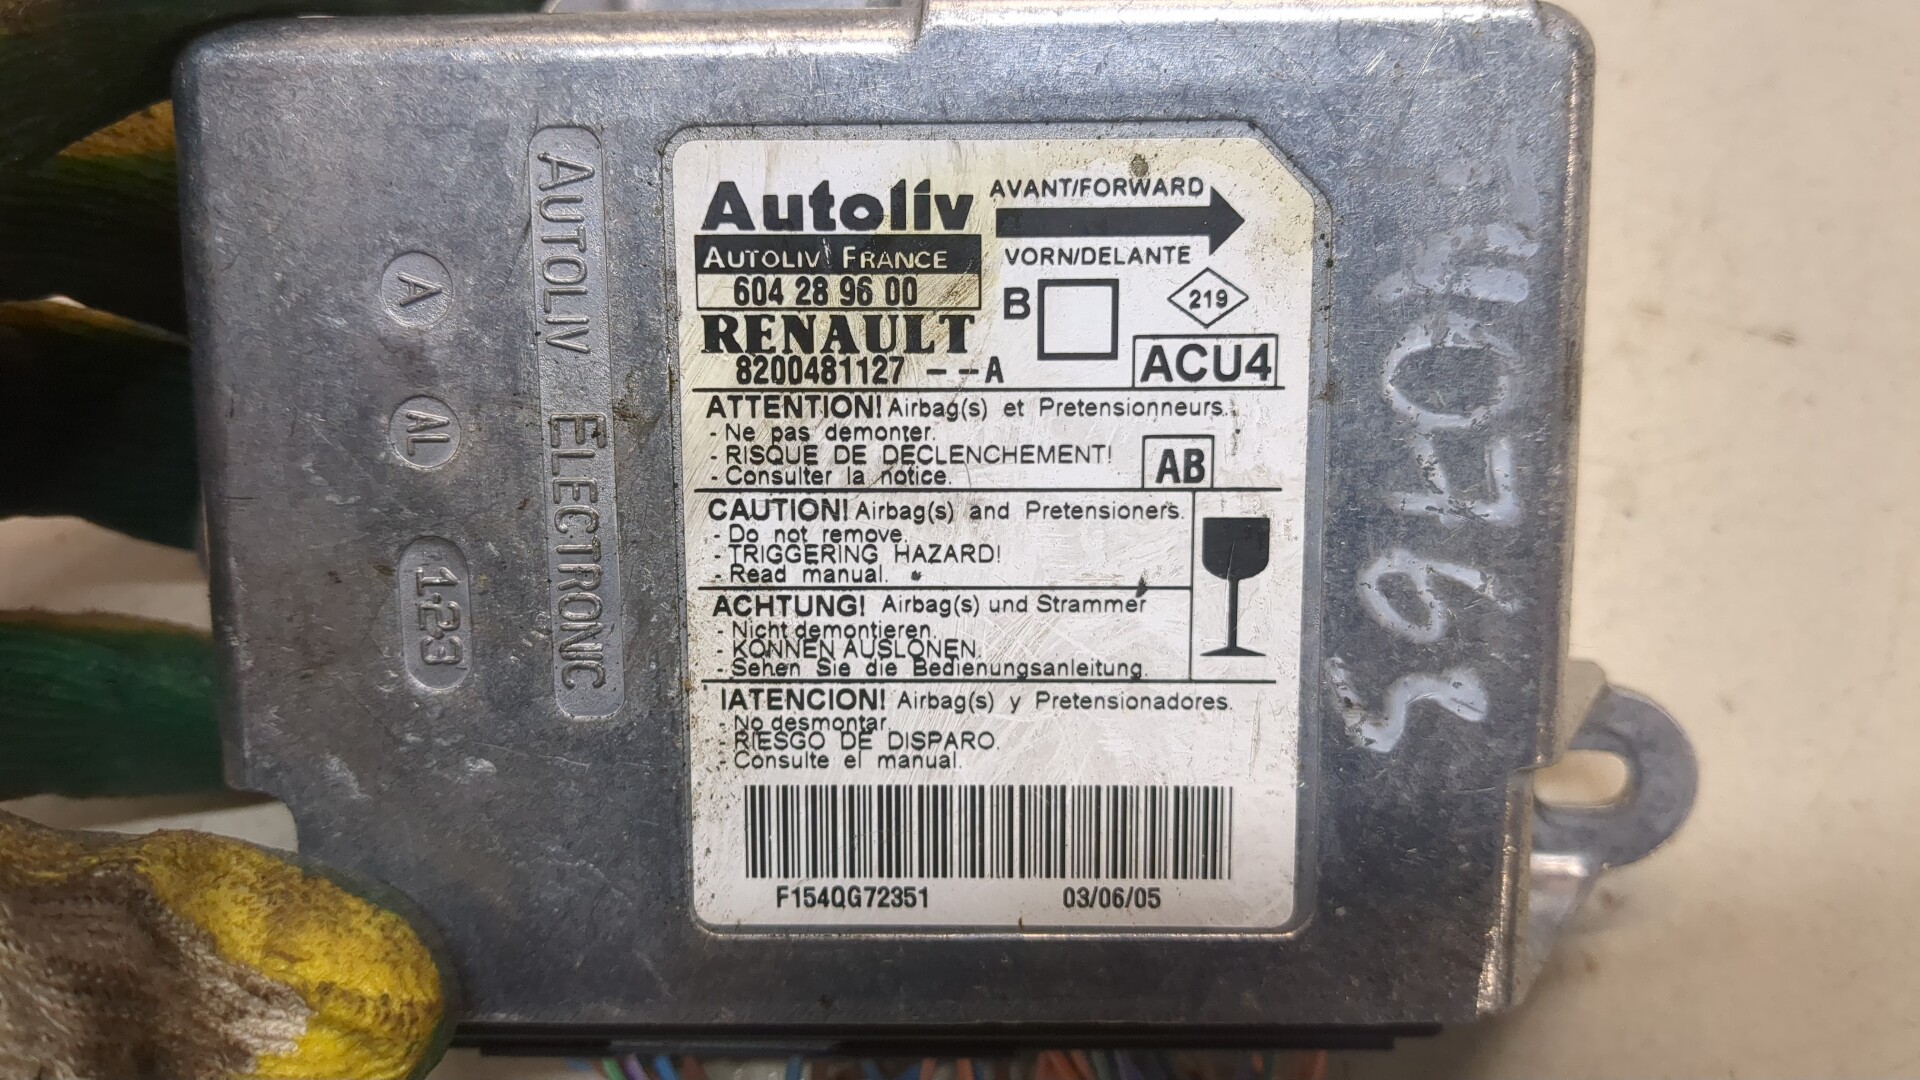 Autoliv
AUTOLIV FRANCE
604 28 96 00
RENAULT
8200481127 --A
AVANT/FORWARD
VORN/DELANTE
B
219
ACU4
ATTENTION! Airbag(s) et Pretensionneurs.
- Ne pas demonter.
- RISQUE DE DECLENCHEMENT!
- Consulter la notice.
AB
CAUTION! Airbag(s) and Pretensioners.
- Do not remove.
- TRIGGERING HAZARD!
- Read manual.
ACHTUNG! Airbag(s) und Strammer
- Nicht demontieren.
- KONNEN AUSLONEN.
- Sehen Sie die Bedienungsanleitung.
IATENCION! Airbag(s) y Pretensionadores.
- No desmontar
- RIESGO DE DISPARO.
- Consulte el manual.
F154QG72351 03/06/05
AUTOLIV ELECTRONIC
A
AL
1-23